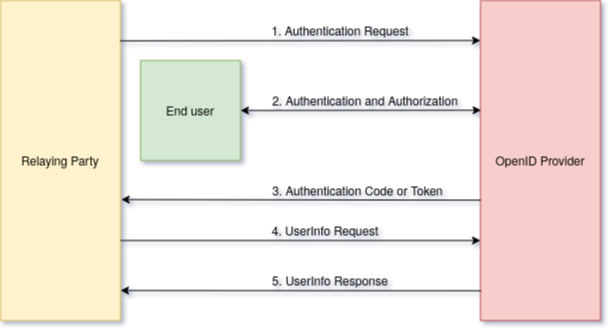 1. Authentication Request
End user
2. Authentication and Authorization
Relaying Party
OpenID Provider
3. Authentication Code or Token
4. UserInfo Request
5. UserInfo Response